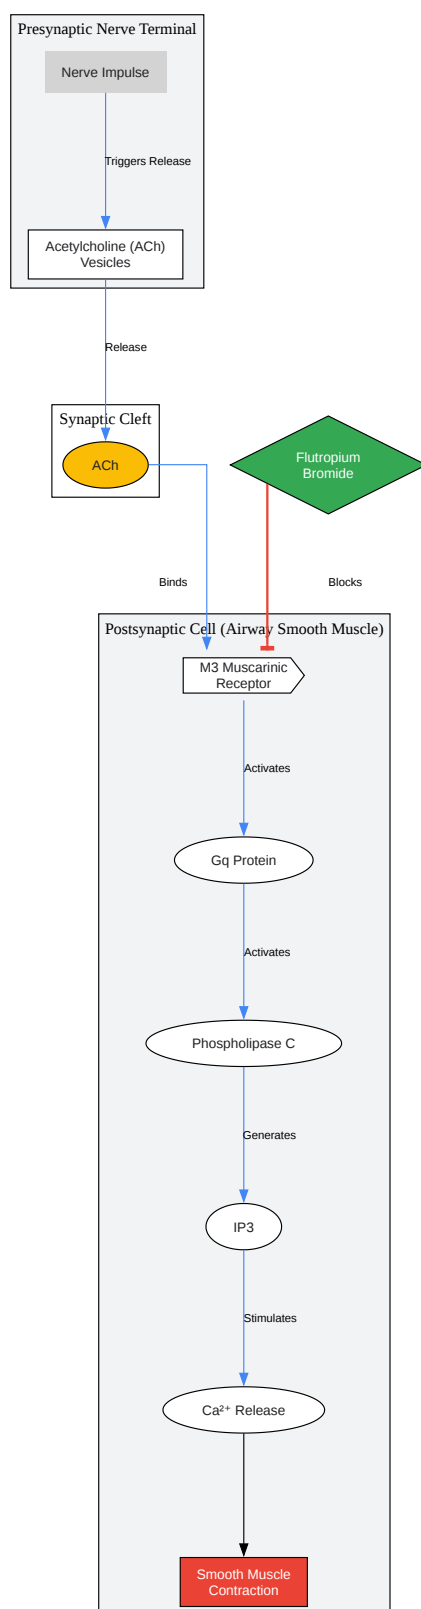 Presynaptic Nerve Terminal
Nerve Impulse
Triggers Release
Acetylcholine (ACh)
Vesicles
Release
Synaptic Cleft
ACh
Flutropium
Bromide
Binds
Blocks
Postsynaptic Cell (Airway Smooth Muscle)
M3 Muscarinic
Receptor
Activates
Gq Protein
Activates
Phospholipase C
Generates
IP3
Stimulates
Ca²⁺ Release
Smooth Muscle
Contraction